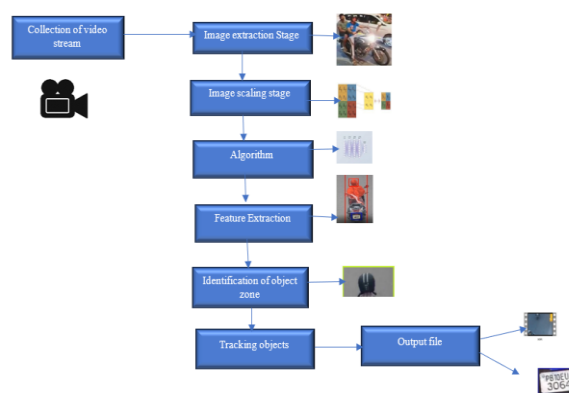 Collection of video
stream
Image extraction Stage
Image scaling stage
Algorithm
Feature Extraction
Identification of object
zone
Tracking objects
Output file
3064